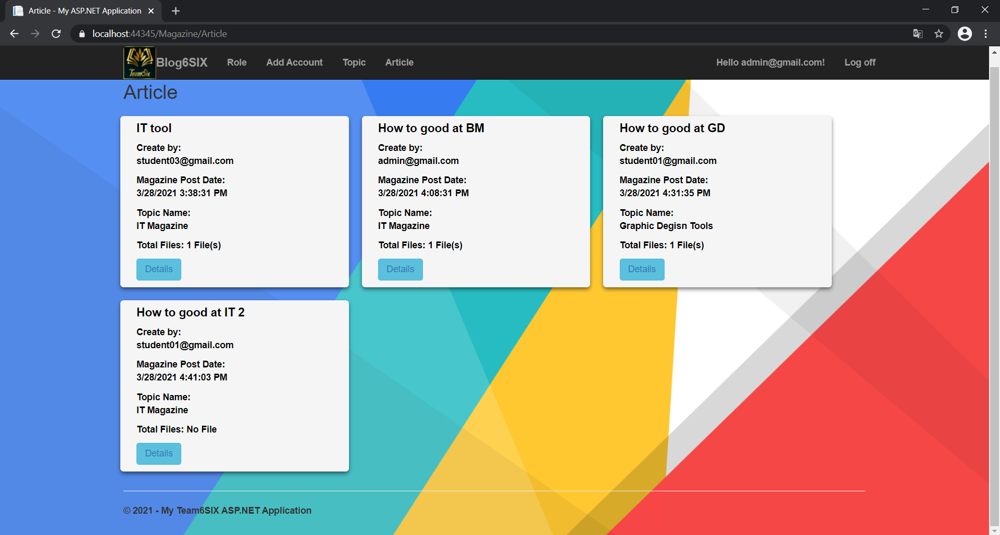 Article - My ASP.NET Application
localhost:44345/Magazine/Article
TeamSix
Blog6SIX Role Add Account Topic Article Hello admin@gmail.com! Log off
Article
IT tool
Create by:
student03@gmail.com
Magazine Post Date:
3/28/2021 3:38:31 PM
Topic Name:
IT Magazine
Total Files: 1 File(s)
Details
How to good at BM
Create by:
admin@gmail.com
Magazine Post Date:
3/28/2021 4:08:31 PM
Topic Name:
IT Magazine
Total Files: 1 File(s)
Details
How to good at GD
Create by:
student01@gmail.com
Magazine Post Date:
3/28/2021 4:31:35 PM
Topic Name:
Graphic Degisn Tools
Total Files: 1 File(s)
Details
How to good at IT 2
Create by:
student01@gmail.com
Magazine Post Date:
3/28/2021 4:41:03 PM
Topic Name:
IT Magazine
Total Files: No File
Details
© 2021 - My Team6SIX ASP.NET Application